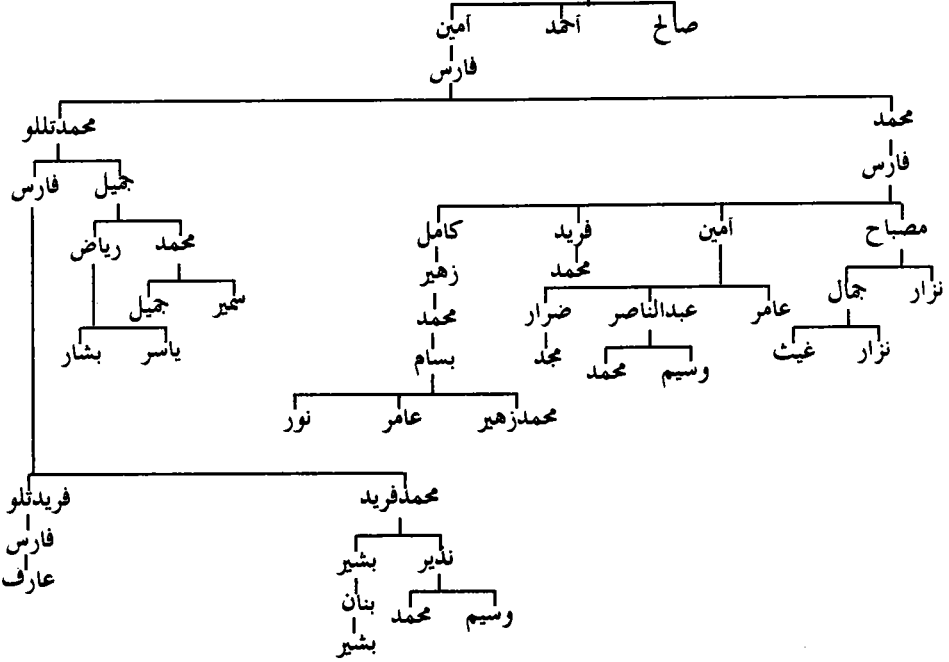 صالح أحمد أمين
فارس
محمد محمدتللو
فارس جميل فارس
مصباح أمين فريد كامل محمد رياض
نزار جمال محمد زهير سمير جميل
عامر عبدالناصر ضرار محمد
نزار غيث وسيم محمد مجد بسام ياسر بشار
محمدزهير عامر نور
محمدفريد فريدتللو
فارس
نذير بشير عارف
وسيم محمد بنان
بشير